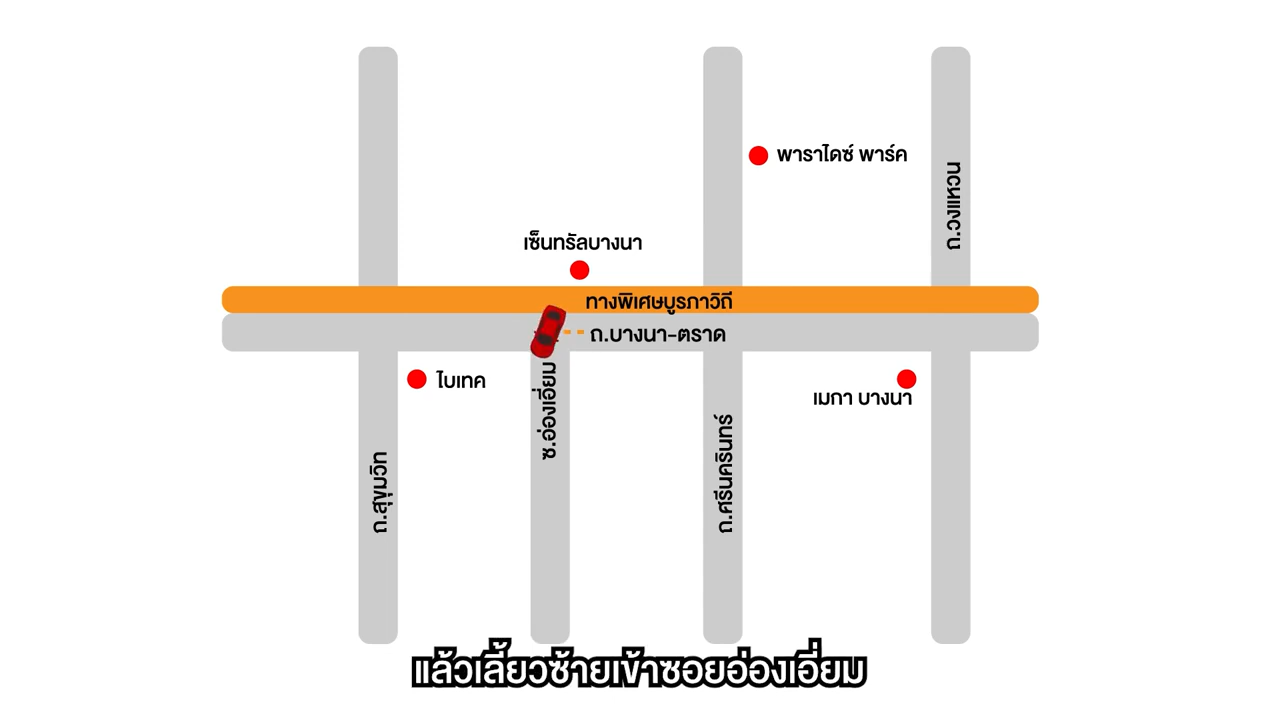 พาราไดซ์ พาร์ค
ถ.วงแหวน
เซ็นทรัลบางนา
ทางพิเศษบูรภาวิถี
ถ.บางนา-ตราด
ไบเทค
ซ.อ่องเอี่ยม
เมกา บางนา
ถ.สุขุมวิท
ถ.ศรีนครินทร์
แล้วเลี้ยวซ้ายเข้าซอยอ่องเอี่ยม